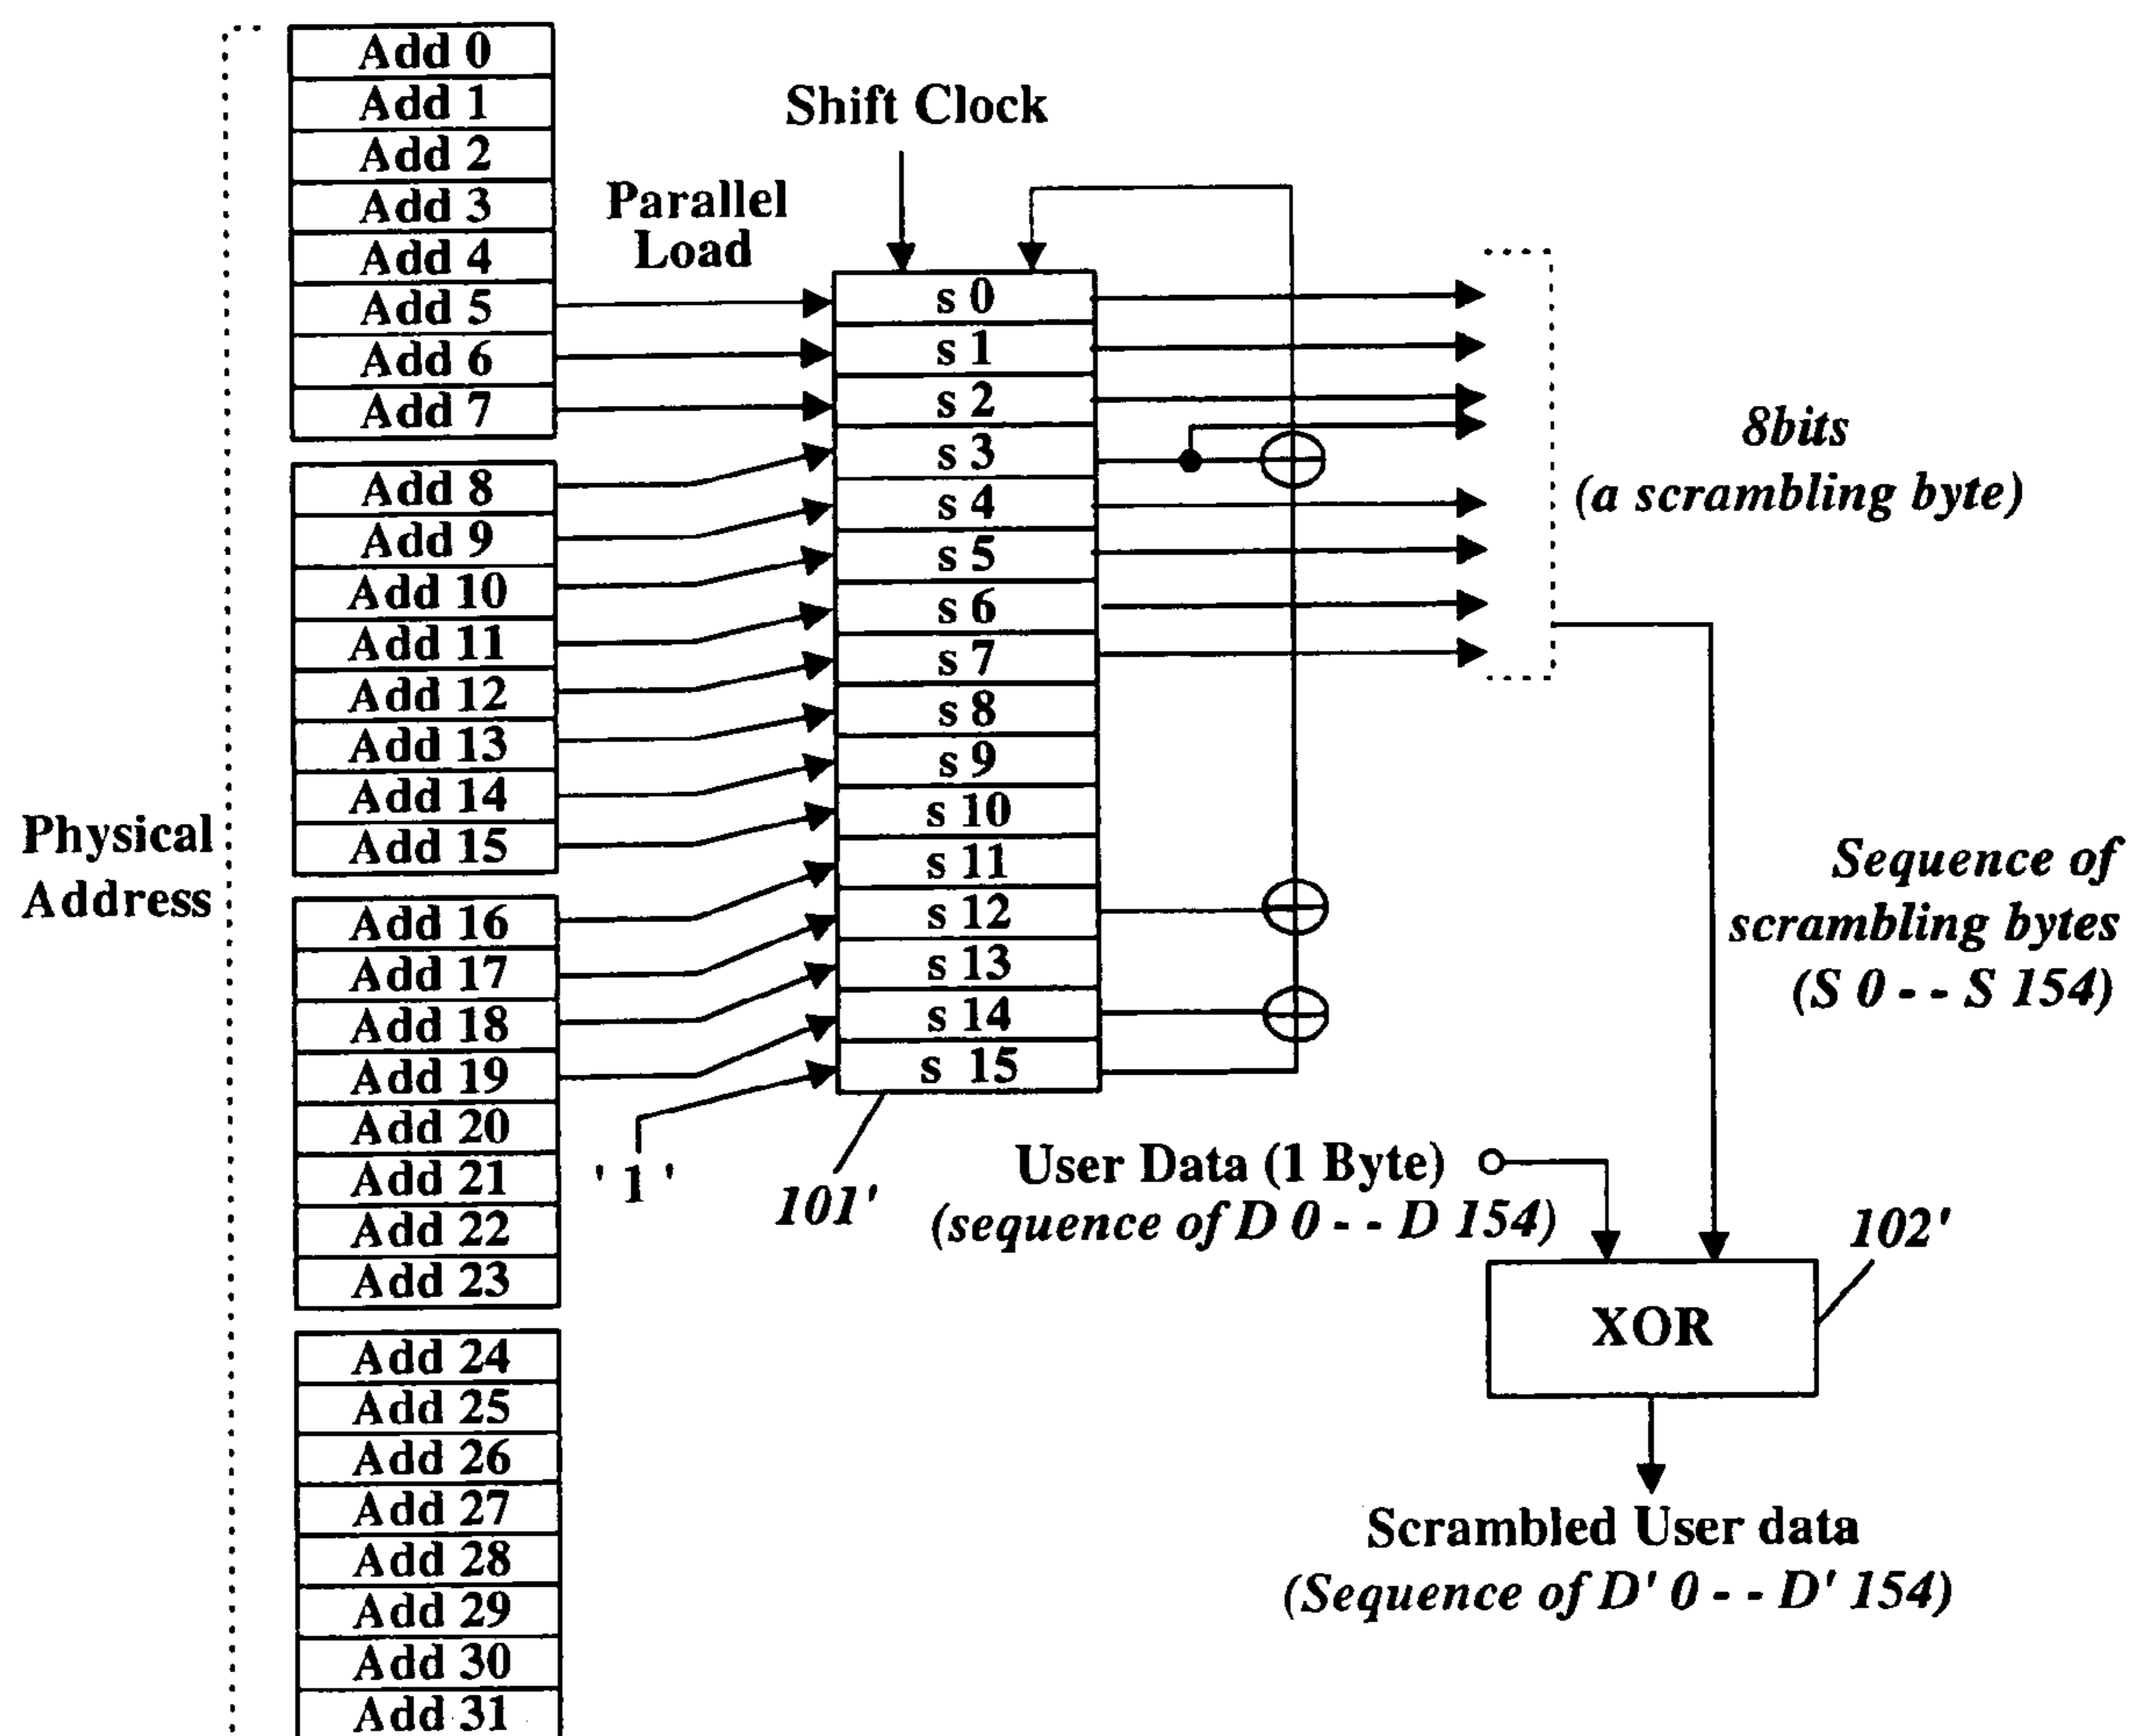 Add 0
Add 1
Add 2
Add 3
Add 4
Add 5
Add 6
Add 7
Add 8
Add 9
Add 10
Add 11
Add 12
Add 13
Add 14
Add 15
Add 16
Add 17
Add 18
Add 19
Add 20
Add 21
Add 22
Add 23
Add 24
Add 25
Add 26
Add 27
Add 28
Add 29
Add 30
Add 31
Physical
Address
Parallel
Load
Shift Clock
s 0
s 1
s 2
s 3
s 4
s 5
s 6
s 7
s 8
s 9
s 10
s 11
s 12
s 13
s 14
s 15
' 1 '
101'
8bits
(a scrambling byte)
Sequence of
scrambling bytes
(S 0 - - S 154)
User Data (1 Byte)
(sequence of D 0 - - D 154)
102'
XOR
Scrambled User data
(Sequence of D' 0 - - D' 154)